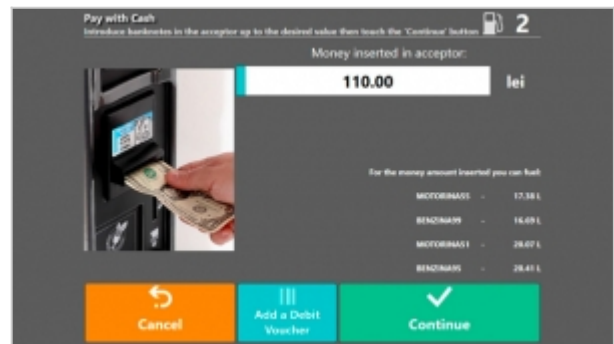 Pay with Cash
Introduce banknotes in the acceptor up to the desired value then touch the 'Continue' button
2
Money inserted in acceptor:
110.00 lei
For the money amount inserted you can fuel:
MOTORINA55 - 17.38 L
BENZINA99 - 16.69 L
MOTORINA51 - 20.07 L
BENZINA95 - 20.41 L
Cancel
Add a Debit
Voucher
Continue